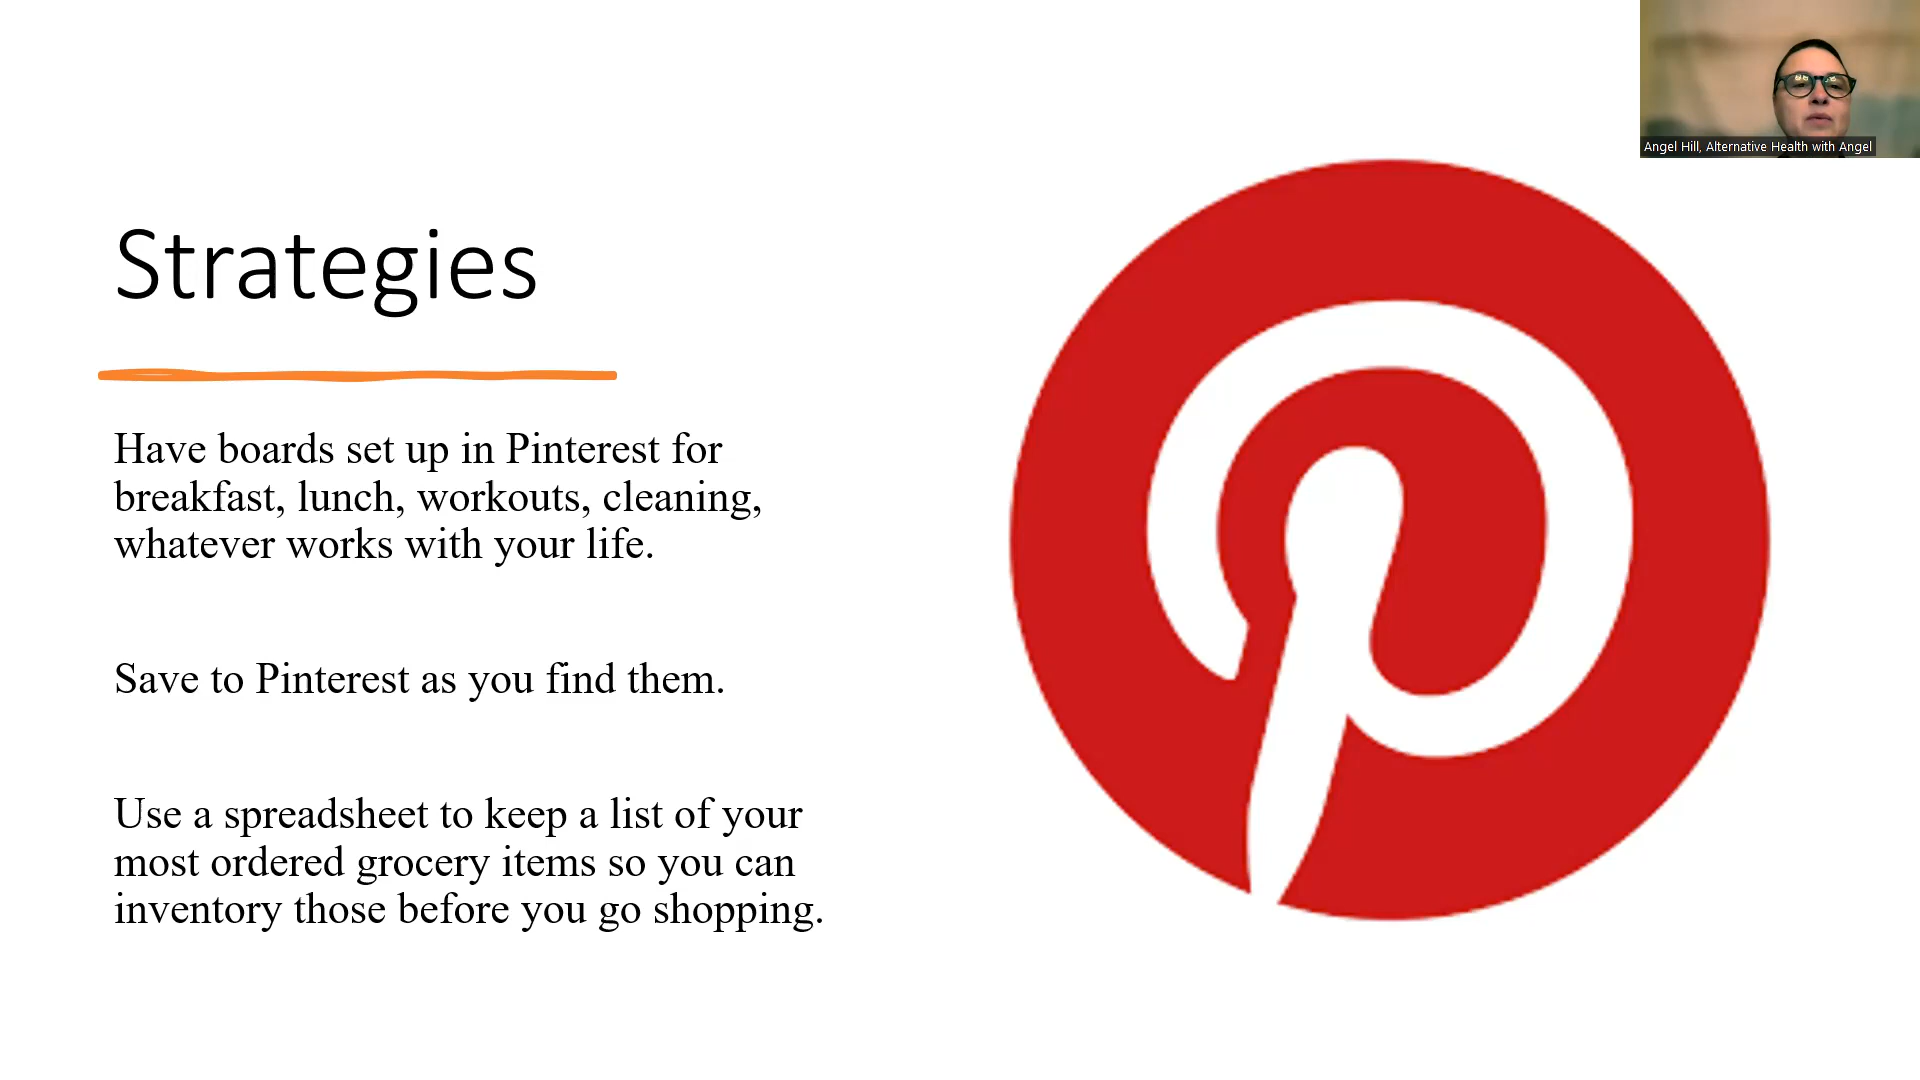 Angel Hill, Alternative Health with Angel
Strategies
Have boards set up in Pinterest for
breakfast, lunch, workouts, cleaning,
whatever works with your life.
Save to Pinterest as you find them.
Use a spreadsheet to keep a list of your
most ordered grocery items so you can
inventory those before you go shopping.